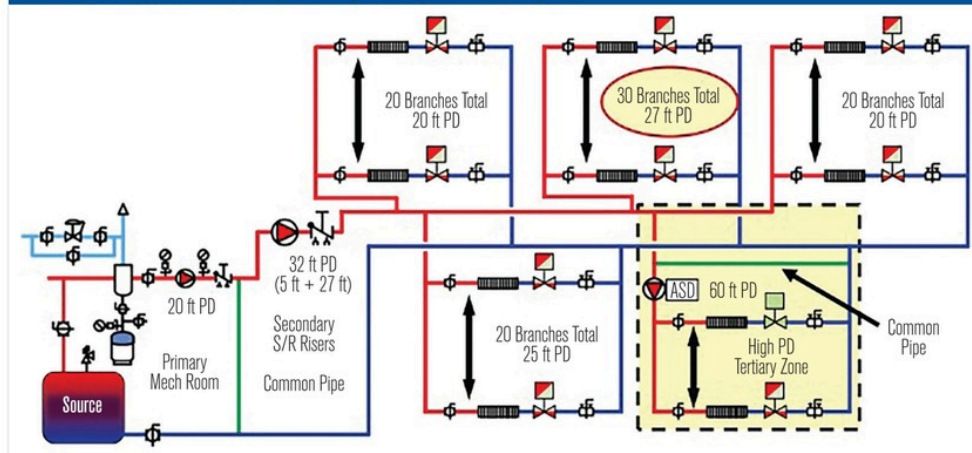 20 Branches Total
20 ft PD
30 Branches Total
27 ft PD
20 Branches Total
20 ft PD
20 ft PD
32 ft PD
(5 ft + 27 ft)
Primary
Mech Room
Secondary
S/R Risers
Common Pipe
Source
20 Branches Total
25 ft PD
ASD
60 ft PD
High PD
Tertiary Zone
Common
Pipe